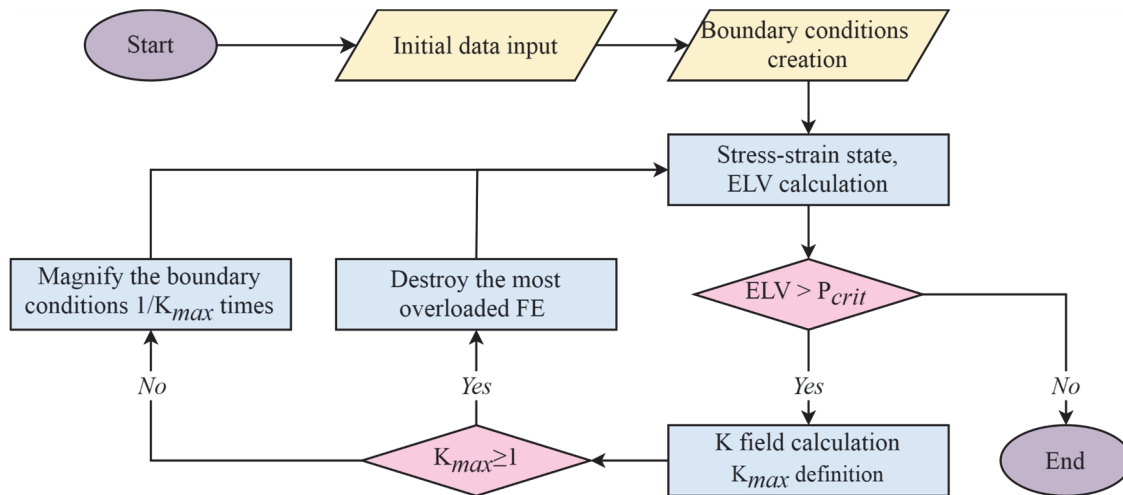 Start
Initial data input
Boundary conditions
creation
Stress-strain state,
ELV calculation
Magnify the boundary
conditions 1/Kmax times
Destroy the most
overloaded FE
ELV > Pcrit
No
Yes
Yes
No
Kmax≥1
K field calculation
Kmax definition
End